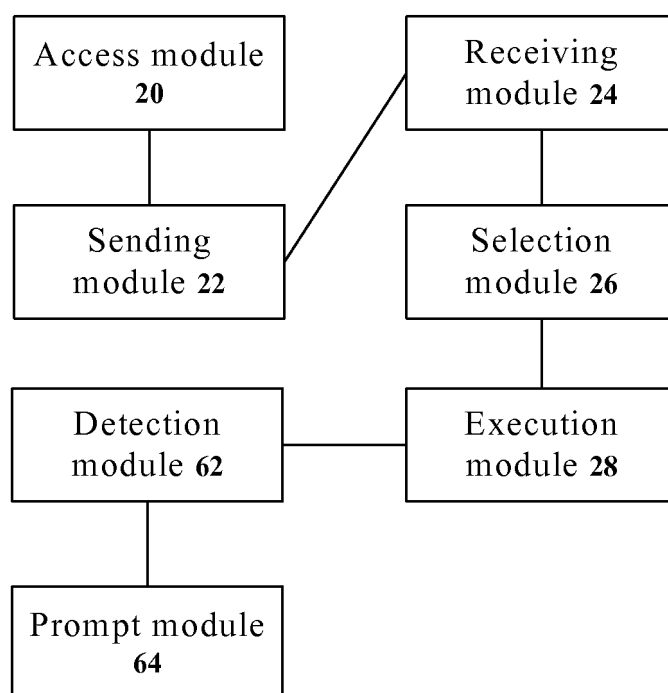 Access module
20
Receiving
module 24
Sending
module 22
Selection
module 26
Detection
module 62
Execution
module 28
Prompt module
64